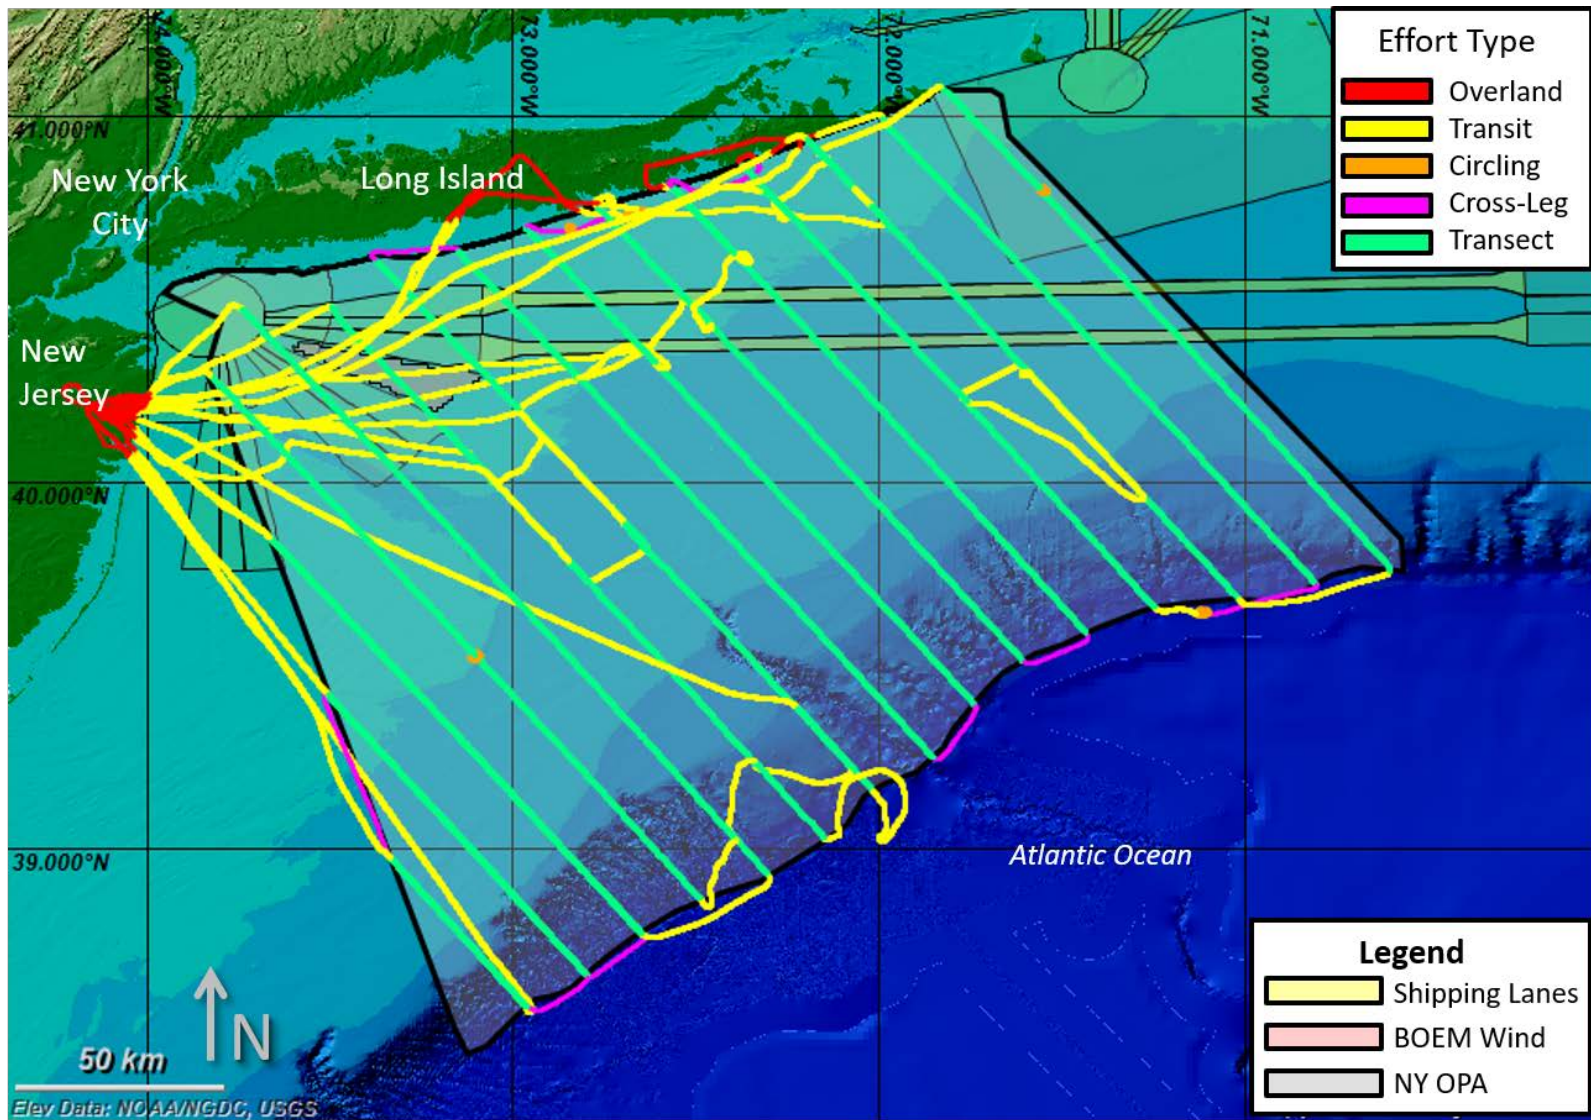 74.000°W
73.000°W
72.000°W
71.000°W
Effort Type
Overland
Transit
Circling
Cross-Leg
Transect
41.000°N
New York
City
Long Island
New
Jersey
40.000°N
39.000°N
Atlantic Ocean
N
50 km
Elev Data: NOAA/NGDC, USGS
Legend
Shipping Lanes
BOEM Wind
NY OPA